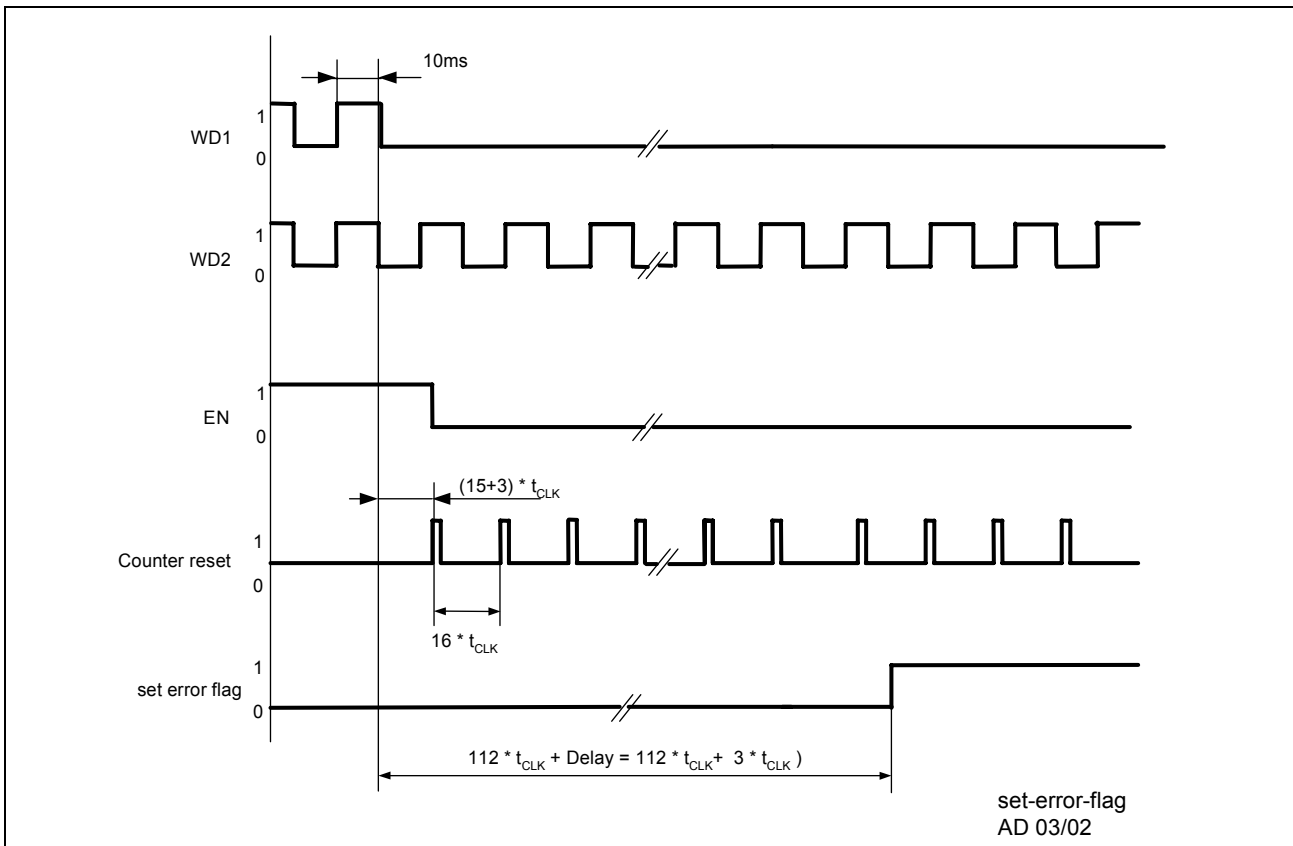 10ms
1
WD1
0
1
WD2
0
1
EN
0
(15+3) * tCLK
1
Counter reset
0
16 * tCLK
1
set error flag
0
112 * tCLK + Delay = 112 * tCLK+ 3 * tCLK )
set-error-flag
AD 03/02